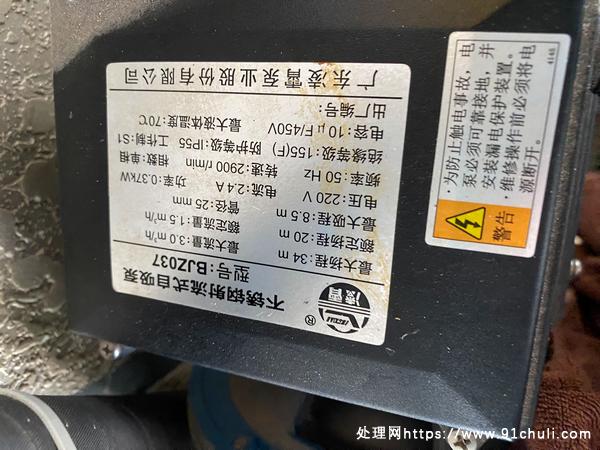 凌霄
®
不锈钢射流式自吸泵
型号:BJZ037
最大扬程:34 m 最大流量:3.0 m³/h
额定扬程:20 m 额定流量:1.5 m³/h
最大吸程:8.5 m 管径:25 mm
电压:220 V 电流:2.4 A 功率:0.37kW
频率:50 Hz 转速:2900 r/min 相数:单相
绝缘等级:155(F) 防护等级:IP55 工作制:S1
电容:10 μF/450V 最大液体温度:70℃
出厂编号:
广东凌霄泵业股份有限公司
警告
·为防止触电事故,电
泵必须可靠接地,并
安装漏电保护装置。
·维修操作前必须将电
源断开。
处理网https://www.91chuli.com